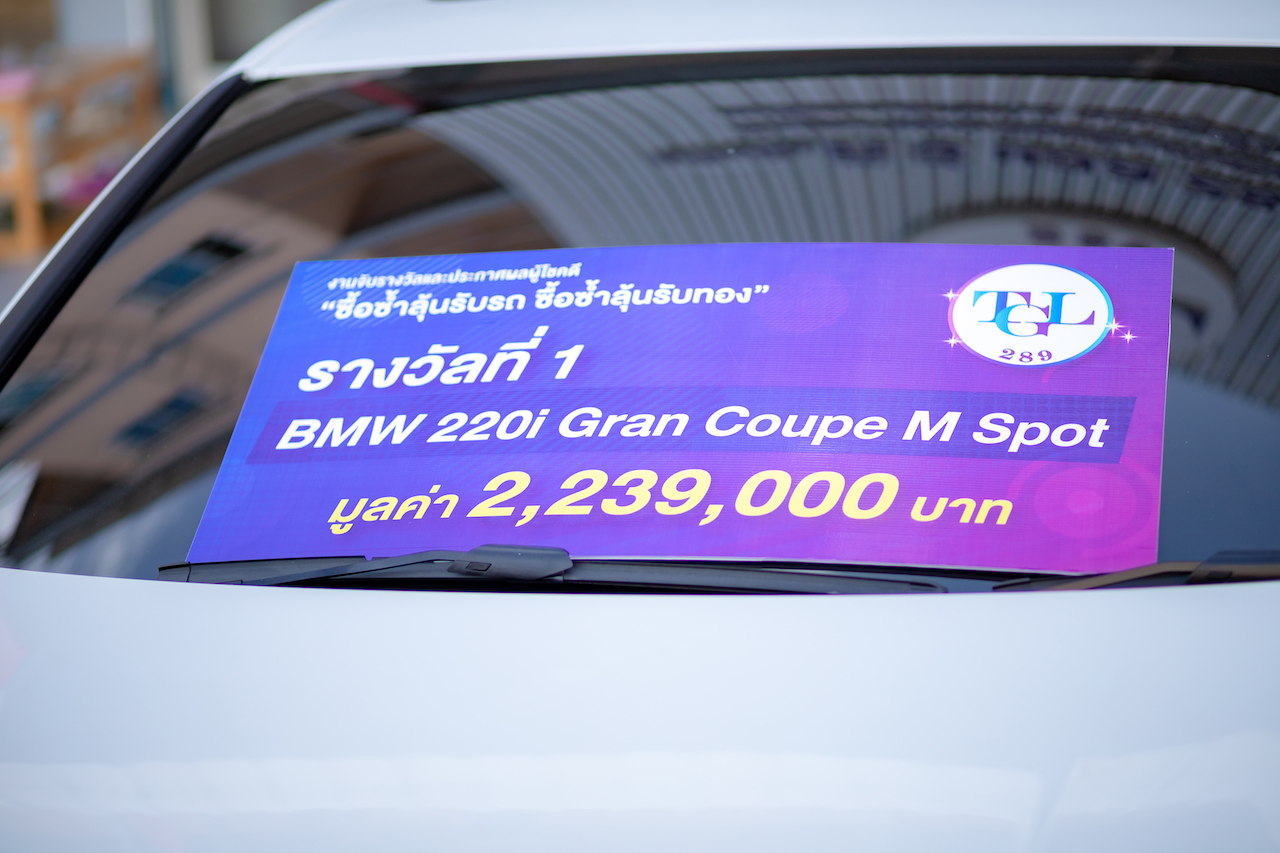 งานจับรางวัลและประกาศผลผู้โชคดี
“ซื้อซ้ำลุ้นรับรถ ซื้อซ้ำลุ้นรับทอง”
รางวัลที่ 1
BMW 220i Gran Coupe M Spot
มูลค่า 2,239,000 บาท
TGL
289